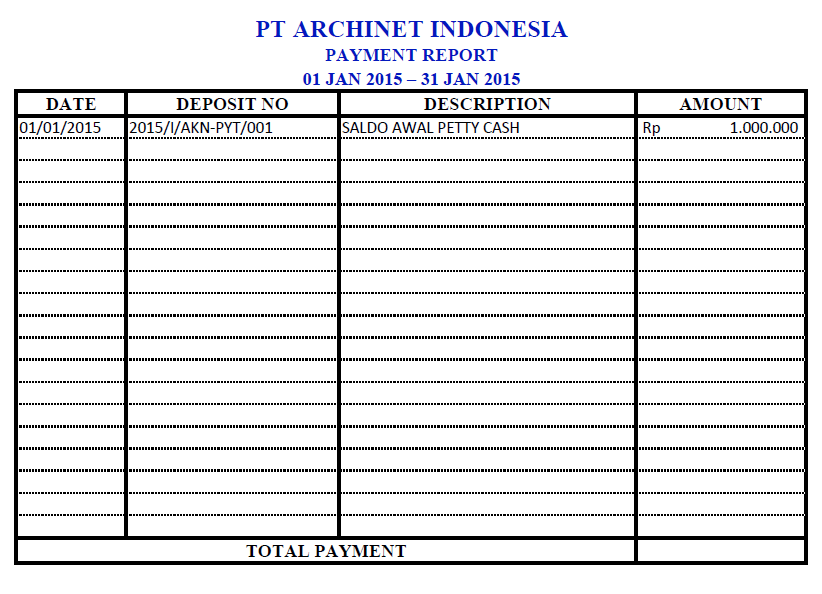 PT ARCHINET INDONESIA
PAYMENT REPORT
01 JAN 2015 – 31 JAN 2015
DATE DEPOSIT NO DESCRIPTION AMOUNT
01/01/2015 2015/I/AKN-PYT/001 SALDO AWAL PETTY CASH Rp 1.000.000
TOTAL PAYMENT